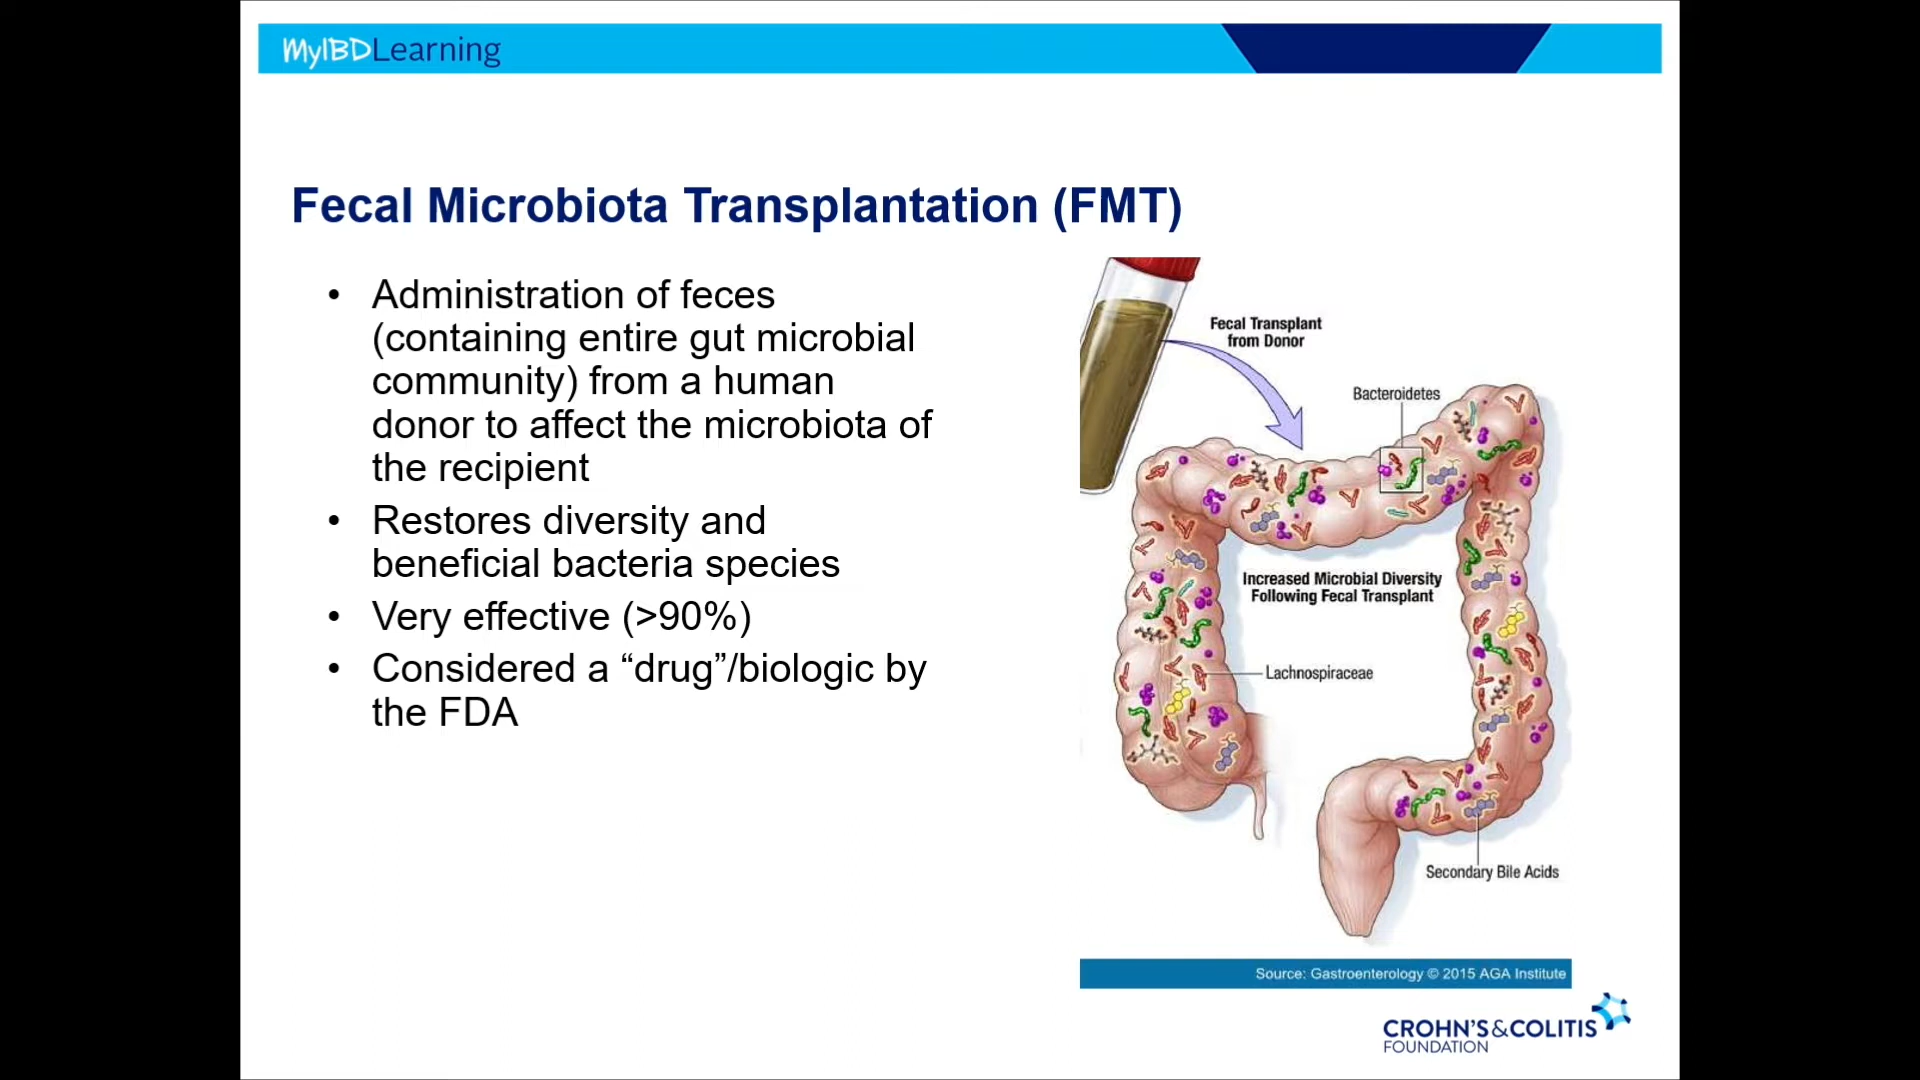 MyIBDLearning
Fecal Microbiota Transplantation (FMT)
• Administration of feces
(containing entire gut microbial
community) from a human
donor to affect the microbiota of
the recipient
• Restores diversity and
beneficial bacteria species
• Very effective (>90%)
• Considered a “drug”/biologic by
the FDA
Fecal Transplant
from Donor
Bacteroidetes
Increased Microbial Diversity
Following Fecal Transplant
Lachnospiraceae
Secondary Bile Acids
Source: Gastroenterology © 2015 AGA Institute
CROHN'S&COLITIS
FOUNDATION